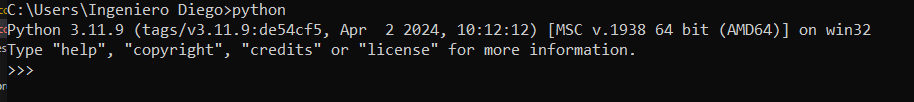 C:\Users\Ingeniero Diego>python
Python 3.11.9 (tags/v3.11.9:de54cf5, Apr  2 2024, 10:12:12) [MSC v.1938 64 bit (AMD64)] on win32
Type "help", "copyright", "credits" or "license" for more information.
>>>